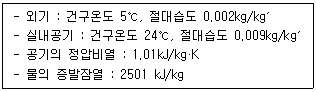 - 외기 : 건구온도 5℃, 절대습도 0.002kg/kg´
- 실내공기 : 건구온도 24℃, 절대습도 0.009kg/kg´
- 공기의 정압비열 : 1.01kJ/kg·K
- 물의 증발잠열 : 2501 kJ/kg